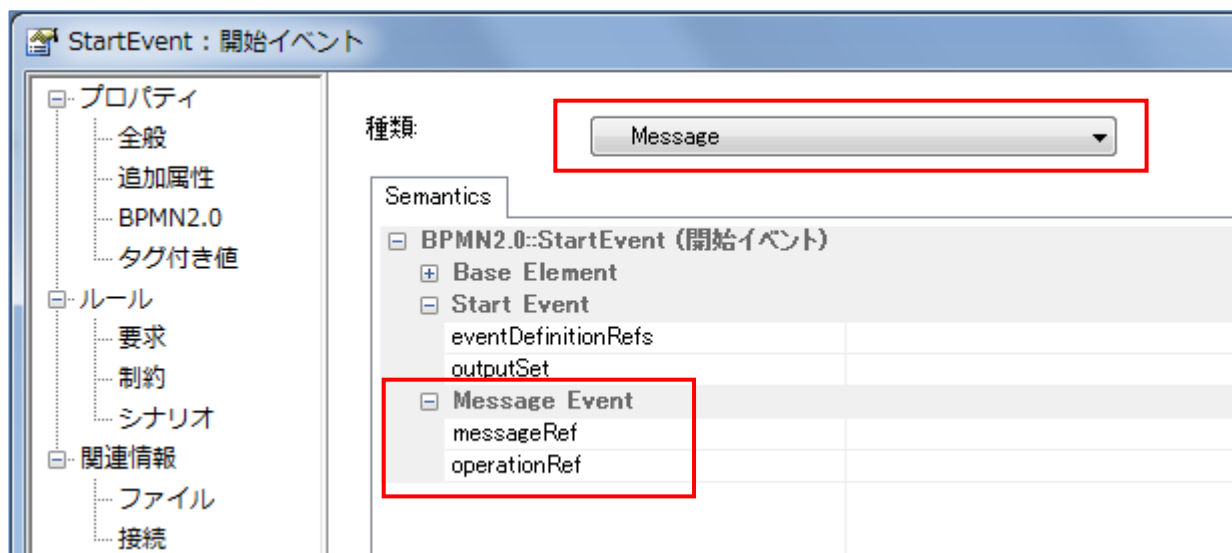 StartEvent : 開始イベント
プロパティ
全般
追加属性
BPMN2.0
タグ付き値
ルール
要求
制約
シナリオ
関連情報
ファイル
接続
種類:
Message
Semantics
BPMN2.0::StartEvent (開始イベント)
Base Element
Start Event
eventDefinitionRefs
outputSet
Message Event
messageRef
operationRef